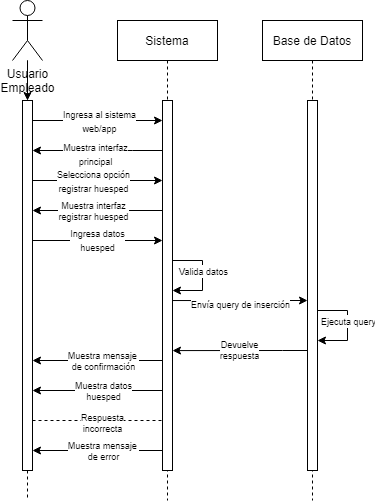 Usuario
Empleado
Sistema
Base de Datos
Ingresa al sistema
web/app
Muestra interfaz
principal
Selecciona opción
registrar huesped
Muestra interfaz
registrar huesped
Ingresa datos
huesped
Valida datos
Envía query de inserción
Ejecuta query
Devuelve
respuesta
Muestra mensaje
de confirmación
Muestra datos
huesped
Respuesta
incorrecta
Muestra mensaje
de error